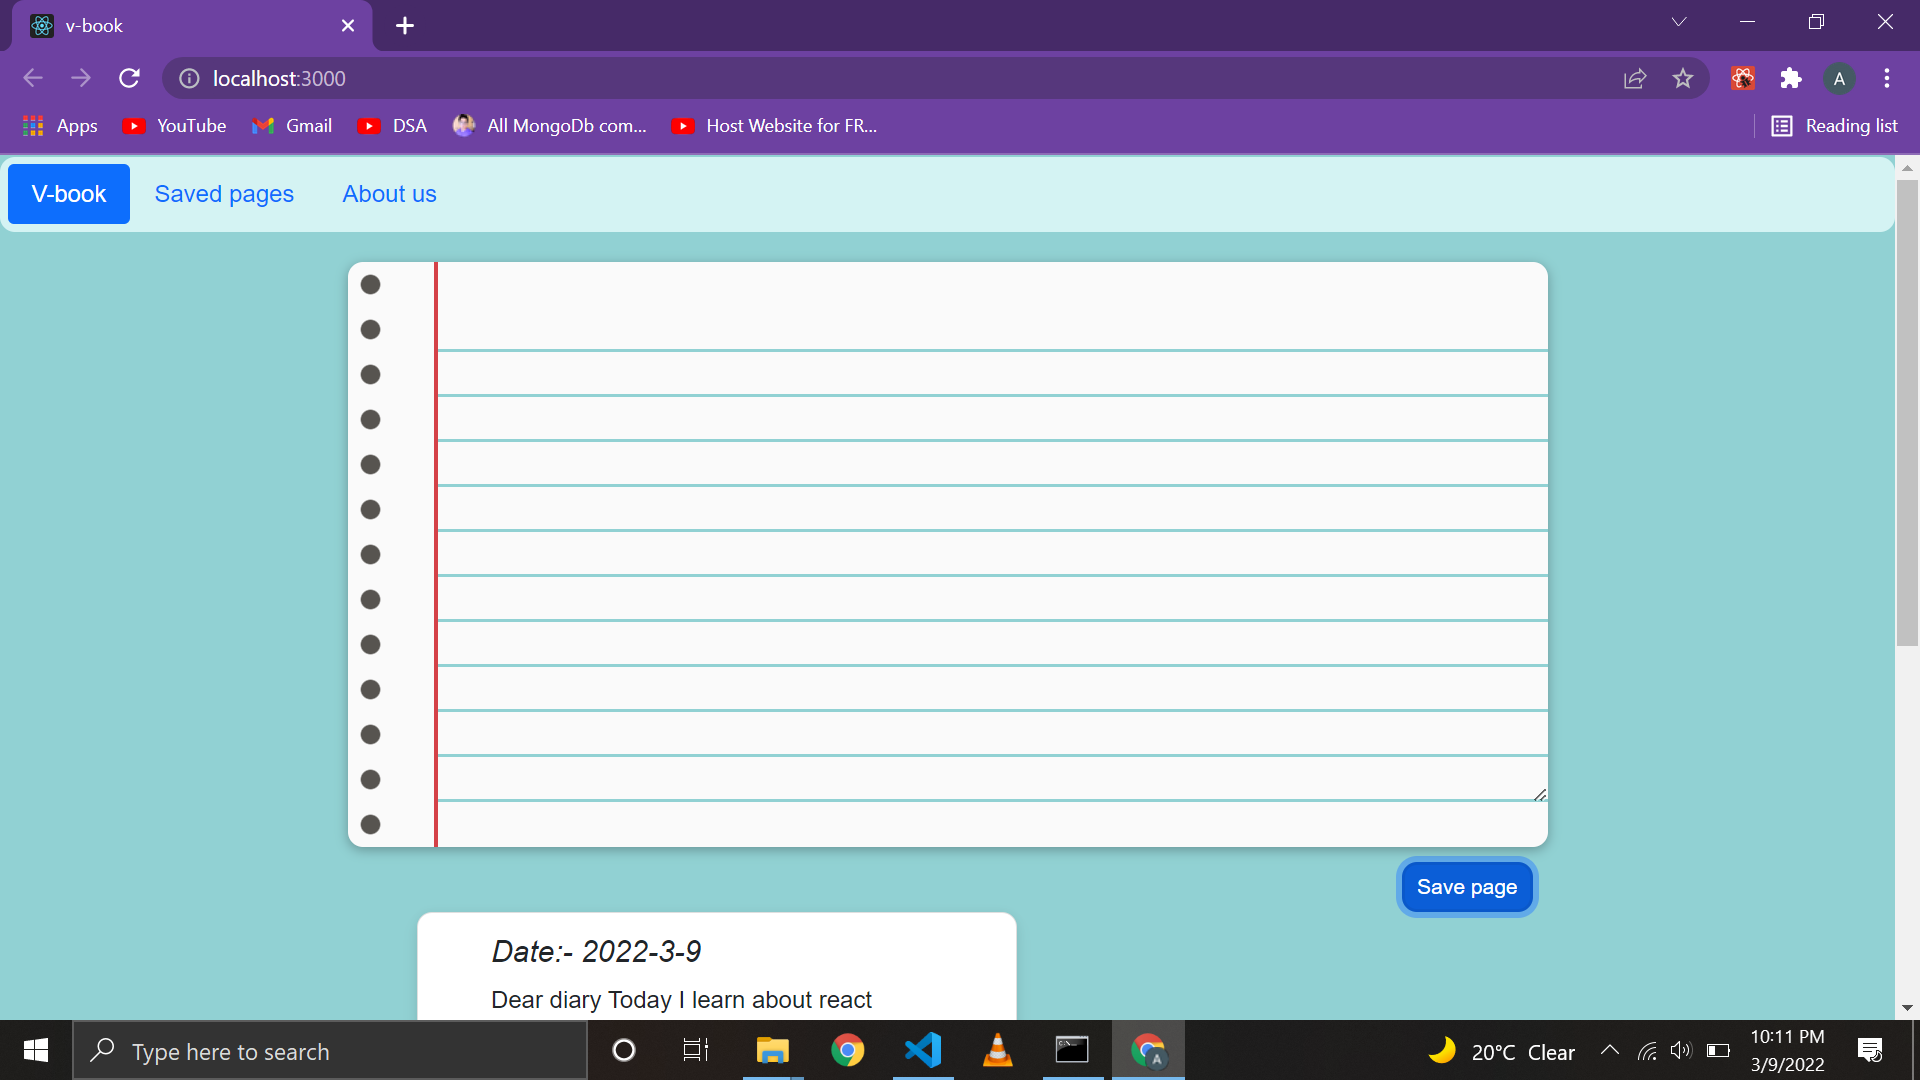 v-book
localhost:3000
A
Apps YouTube Gmail DSA All MongoDb com... Host Website for FR... Reading list
V-book Saved pages About us
Save page
Date:- 2022-3-9
Dear diary Today I learn about react
Type here to search
A
20°C Clear
10:11 PM
3/9/2022